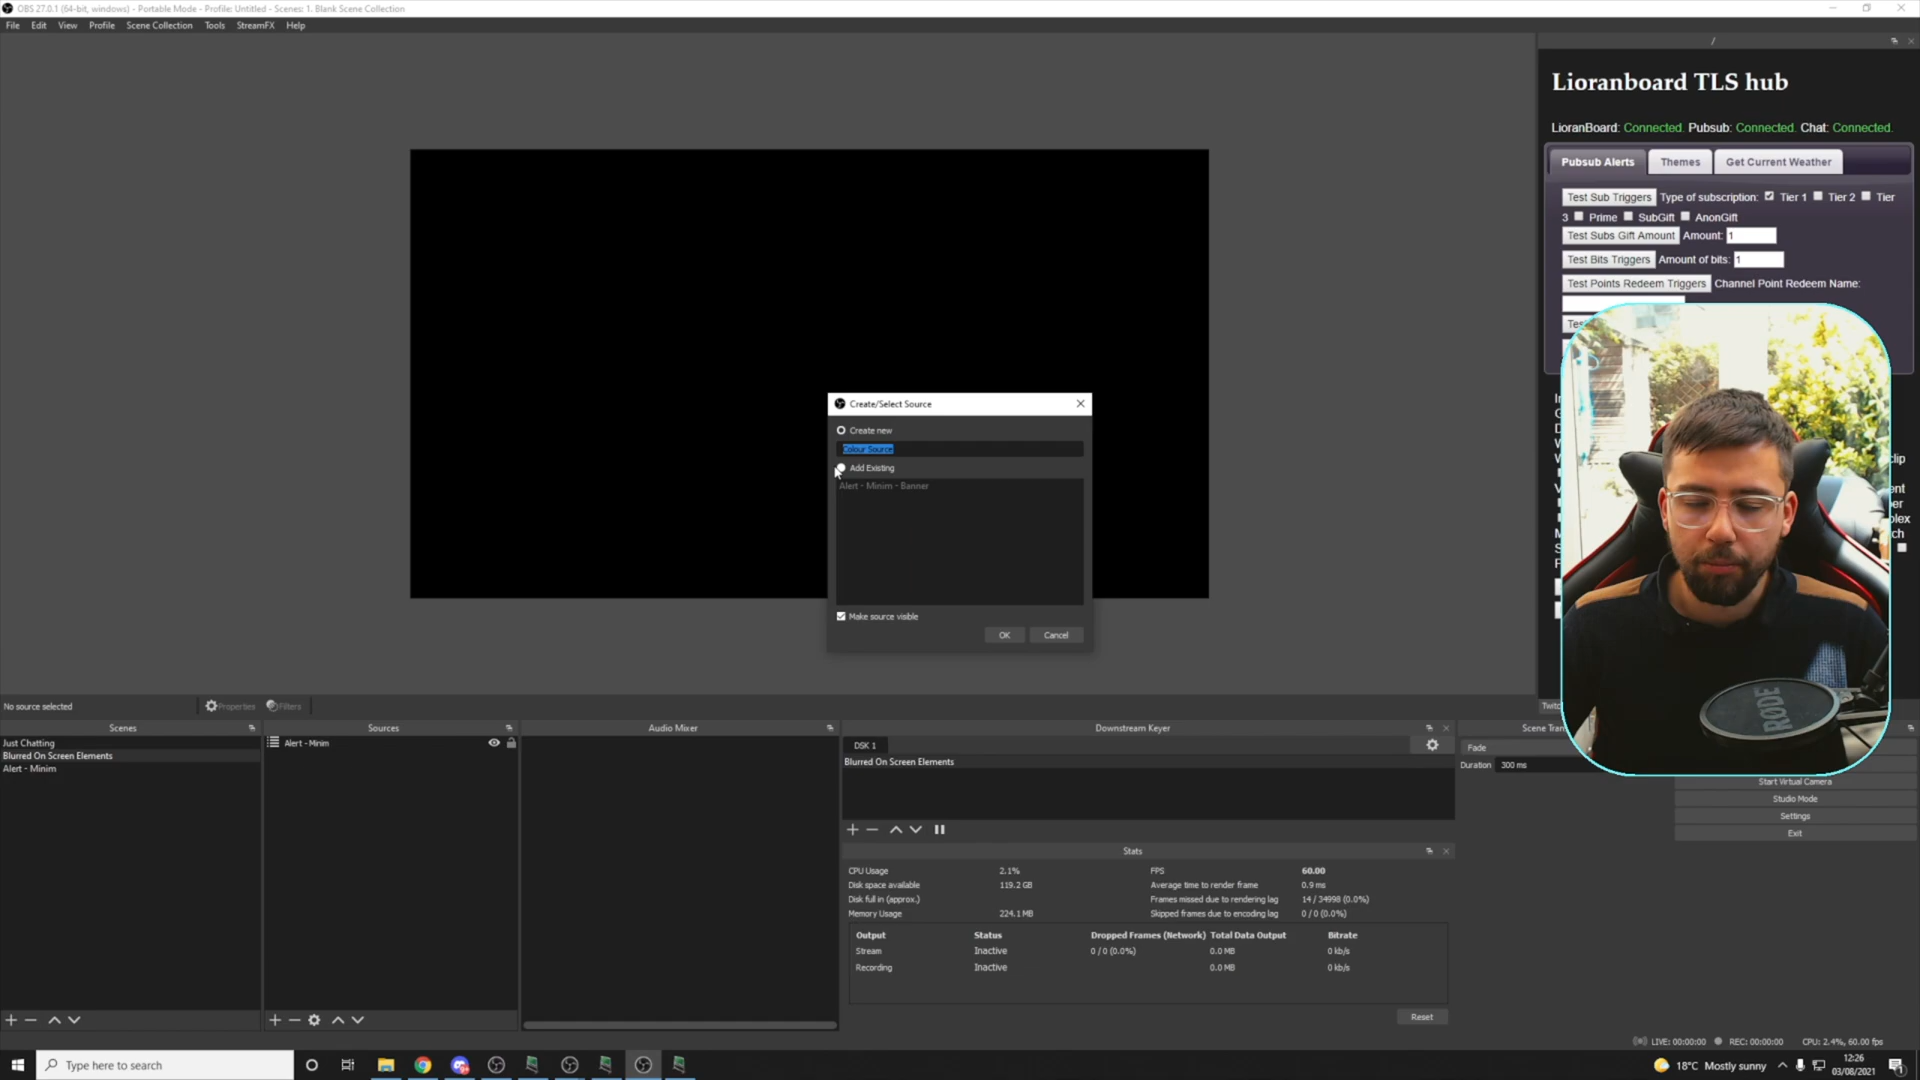 OBS 27.0.1 (64-bit, windows) - Portable Mode - Profile: Untitled - Scenes: 1. Blank Scene Collection
File Edit View Profile Scene Collection Tools StreamFX Help
/
Lioranboard TLS hub
LioranBoard: Connected. Pubsub: Connected. Chat: Connected.
Pubsub Alerts Themes Get Current Weather
Test Sub Triggers Type of subscription: Tier 1 Tier 2 Tier
3 Prime SubGift AnonGift
Test Subs Gift Amount Amount: 1
Test Bits Triggers Amount of bits: 1
Test Points Redeem Triggers Channel Point Redeem Name:
Create/Select Source
Create new
Colour Source
Add Existing
Alert - Minim - Banner
Make source visible
OK Cancel
RØDE
No source selected Properties Filters
Scenes
Just Chatting
Blurred On Screen Elements
Alert - Minim
Sources
Alert - Minim
Audio Mixer
Downstream Keyer
DSK 1
Blurred On Screen Elements
Stats
CPU Usage 2.1% FPS 60.00
Disk space available 119.2 GB Average time to render frame 0.9 ms
Disk full in (approx.) Frames missed due to rendering lag 14 / 34998 (0.0%)
Memory Usage 224.1 MB Skipped frames due to encoding lag 0 / 0 (0.0%)
Output Status Dropped Frames (Network) Total Data Output Bitrate
Stream Inactive 0 / 0 (0.0%) 0.0 MB 0 kb/s
Recording Inactive 0.0 MB 0 kb/s
Reset
Fade
Duration 300 ms
Start Virtual Camera
Studio Mode
Settings
Exit
LIVE: 00:00:00 REC: 00:00:00 CPU: 2.4%, 60.00 fps
Type here to search
18°C Mostly sunny
12:26
03/08/2021